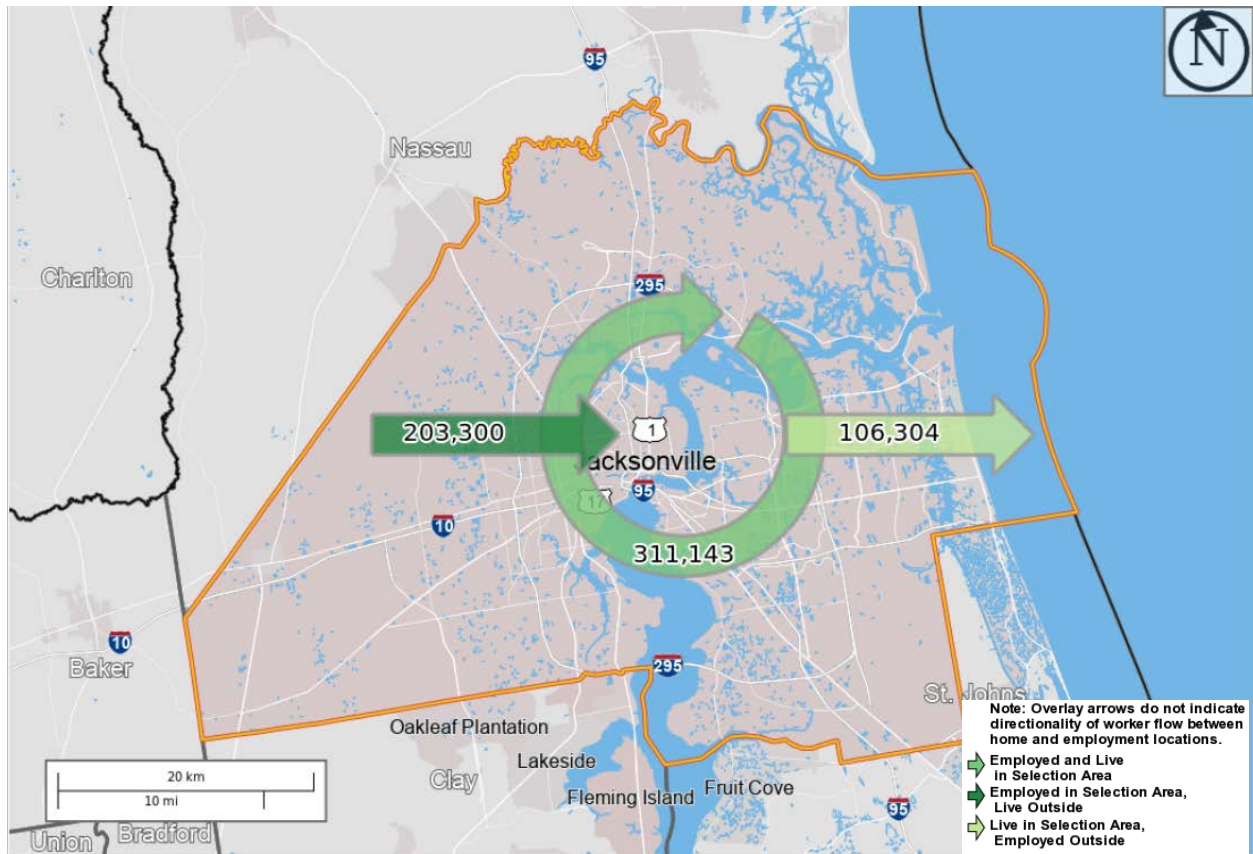 N
95
Nassau
Charlton
295
203,300
1
106,304
Jacksonville
95
17
10
311,143
10
Baker
295
St. Johns
Oakleaf Plantation
Lakeside
Clay
Fleming Island
Fruit Cove
95
20 km
10 mi
Union
Bradford
Note: Overlay arrows do not indicate
directionality of worker flow between
home and employment locations.
Employed and Live
in Selection Area
Employed in Selection Area,
Live Outside
Live in Selection Area,
Employed Outside